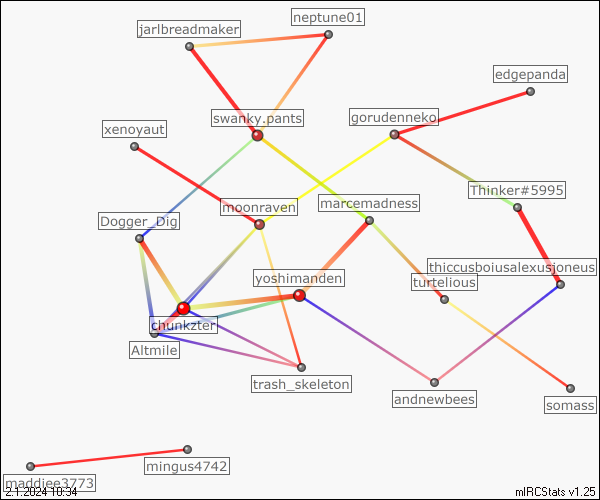 neptune01
jarlbreadmaker
edgepanda
swanky.pants
gorudenneko
xenoyaut
Thinker#5995
moonraven
marcemadness
Dogger_Dig
thiccusboiusalexusjoneus
yoshimanden
turtelious
chunkzter
Altmile
trash_skeleton
andnewbees
somass
mingus4742
maddiee3773
2.1.2024 10:34
mIRCStats v1.25